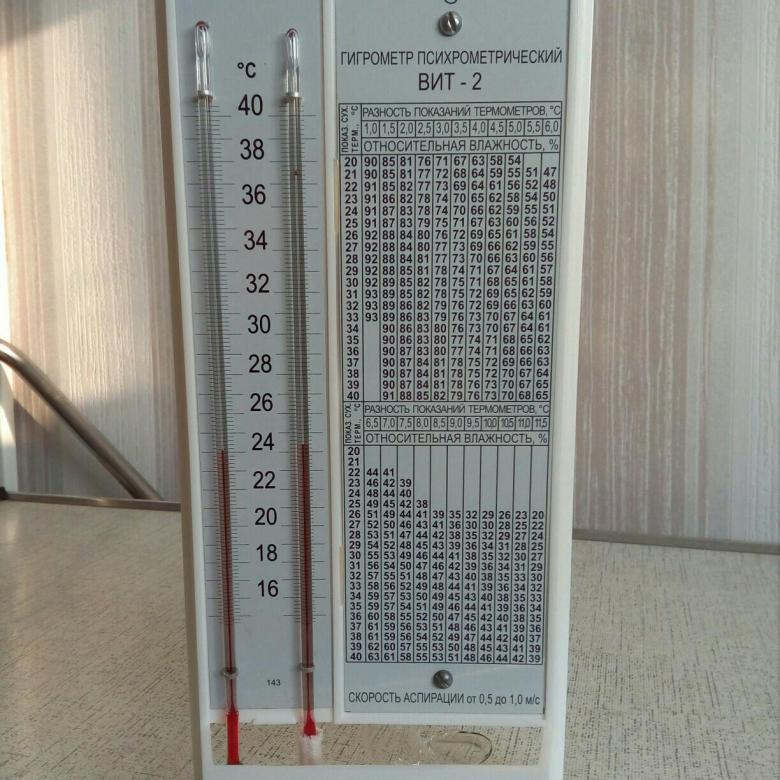 °C
40
38
36
34
32
30
28
26
24
22
20
18
16
143
ГИГРОМЕТР ПСИХРОМЕТРИЧЕСКИЙ
ВИТ - 2
ПОКАЗ. СУХ. ТЕРМ., °С
РАЗНОСТЬ ПОКАЗАНИЙ ТЕРМОМЕТРОВ, °С
1,0 1,5 2,0 2,5 3,0 3,5 4,0 4,5 5,0 5,5 6,0
ОТНОСИТЕЛЬНАЯ ВЛАЖНОСТЬ, %
20 90 85 81 76 71 67 63 58 54
21 90 85 81 77 72 68 64 59 55 51 47
22 91 85 82 77 73 69 64 61 56 52 48
23 91 86 82 78 74 70 65 62 58 54 50
24 91 87 83 78 74 70 66 62 59 55 51
25 91 87 83 79 75 71 67 63 60 56 52
26 92 88 84 80 76 72 69 65 61 58 54
27 92 88 84 80 77 73 69 66 62 59 55
28 92 88 84 81 77 73 70 66 63 60 56
29 92 88 85 81 78 74 71 67 64 61 57
30 92 89 85 82 78 75 71 68 65 61 58
31 93 89 85 82 78 75 72 69 65 62 59
32 93 89 86 82 79 76 72 69 66 63 60
33 93 89 86 83 79 76 73 70 67 64 61
34 90 86 83 80 76 73 70 67 64 61
35 90 86 83 80 77 74 71 68 65 62
36 90 87 83 80 77 74 71 68 66 63
37 90 87 84 81 78 75 72 69 66 63
38 90 87 84 81 78 75 72 70 67 64
39 90 87 84 81 78 76 73 70 67 65
40 91 88 85 82 79 76 73 70 68 65
ПОКАЗ. СУХ. ТЕРМ., °С
РАЗНОСТЬ ПОКАЗАНИЙ ТЕРМОМЕТРОВ, °С
6,5 7,0 7,5 8,0 8,5 9,0 9,5 10,0 10,5 11,0 11,5
ОТНОСИТЕЛЬНАЯ ВЛАЖНОСТЬ, %
20
21
22 44 41
23 46 42 39
24 48 44 40
25 49 45 42 38
26 51 49 44 41 39 35 32 29 26 23 20
27 52 50 46 43 41 36 30 30 28 25 22
28 53 51 47 44 42 38 35 32 29 27 24
29 54 52 48 45 43 39 36 34 31 28 25
30 55 53 49 46 44 41 38 35 32 30 27
31 56 54 50 47 46 42 39 36 34 31 29
32 57 55 51 48 47 43 40 38 35 33 30
33 58 56 52 49 48 44 41 39 36 34 32
34 59 57 53 50 49 45 43 40 38 35 33
35 59 57 54 51 49 46 44 41 39 36 34
36 60 58 55 52 50 47 45 42 40 38 35
37 61 59 56 53 51 48 46 43 41 39 36
38 61 59 56 54 52 49 47 44 42 40 37
39 62 60 57 55 53 50 47 45 43 41 39
40 63 61 58 55 53 51 48 46 44 42 39
СКОРОСТЬ АСПИРАЦИИ от 0,5 до 1,0 м/с